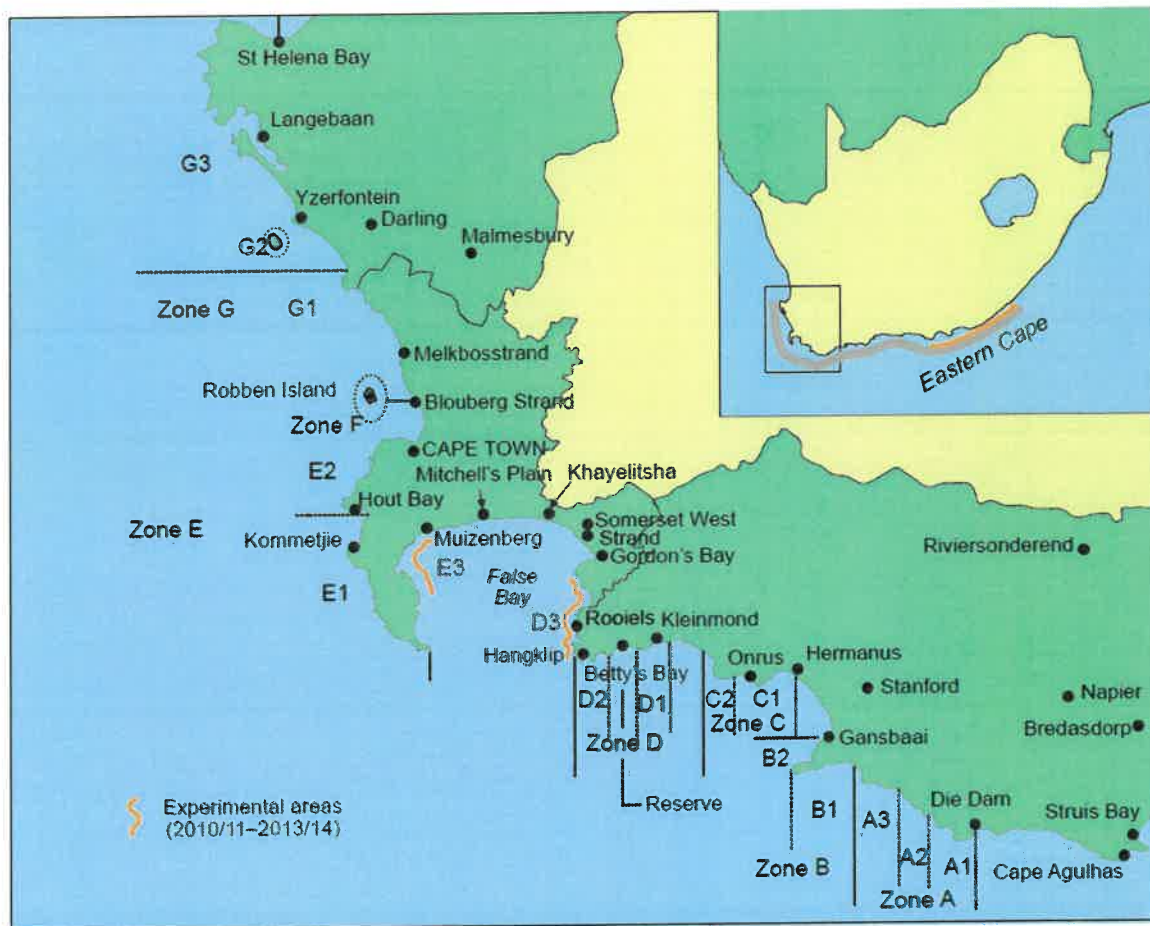 St Helena Bay
Langebaan
G3
Yzerfontein
Darling
G2
Malmesbury
Zone G
G1
Eastern Cape
Melkbosstrand
Robben Island
Blouberg Strand
Zone F
CAPE TOWN
E2
Mitchell's Plain
Khayelitsha
Hout Bay
Zone E
Somerset West
Muizenberg
Strand
Kommetjie
Gordon's Bay
Riviersonderend
E3
False
Bay
E1
D3
Rooiels
Kleinmond
Hangklip
Betty's Bay
Onrus
Hermanus
Stanford
Napier
D2
D1
C2
C1
Zone C
Bredasdorp
Zone D
Gansbaai
B2
Reserve
Experimental areas
(2010/11–2013/14)
B1
A3
Die Dam
Struis Bay
A2
A1
Zone B
Cape Agulhas
Zone A